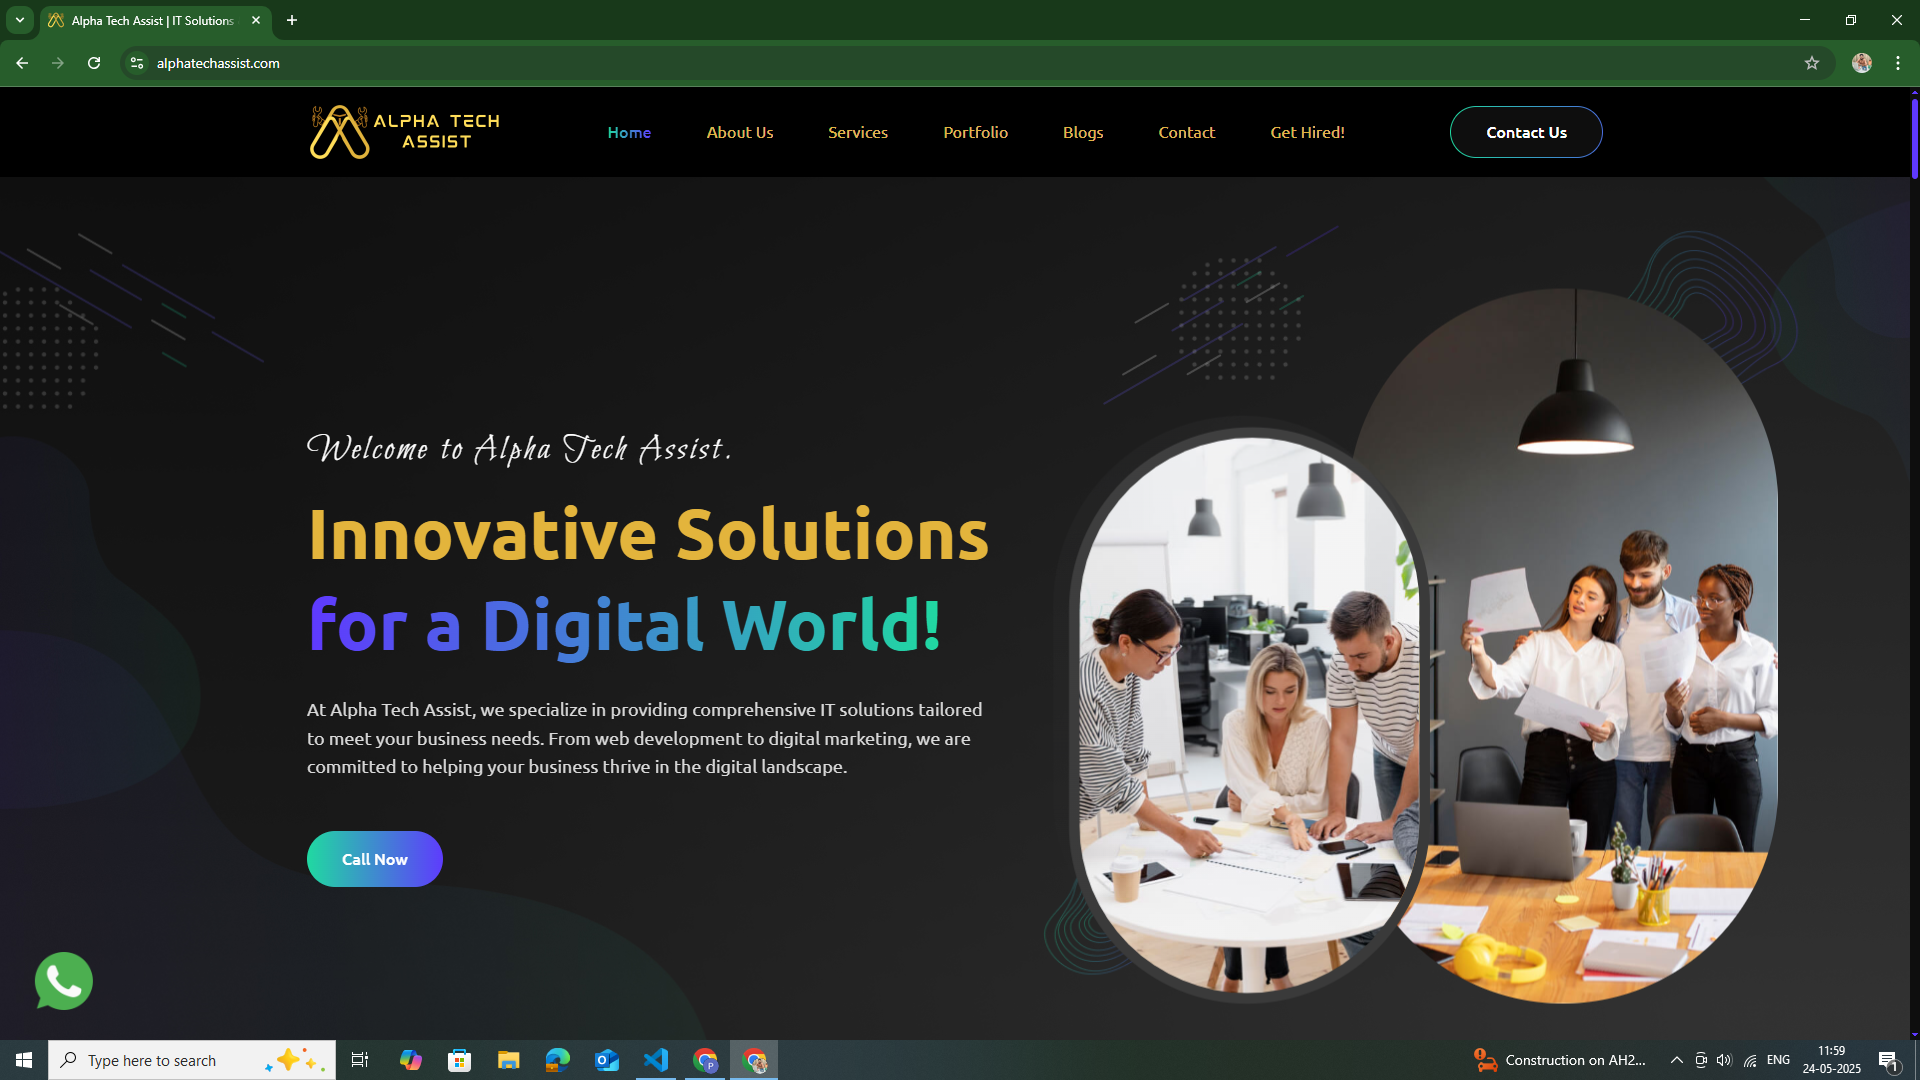 Alpha Tech Assist | IT Solutions
alphatechassist.com
ALPHA TECH
ASSIST
Home
About Us
Services
Portfolio
Blogs
Contact
Get Hired!
Contact Us
Welcome to Alpha Tech Assist.
Innovative Solutions
for a Digital World!
At Alpha Tech Assist, we specialize in providing comprehensive IT solutions tailored
to meet your business needs. From web development to digital marketing, we are
committed to helping your business thrive in the digital landscape.
Call Now
Type here to search
P
Construction on AH2...
ENG
11:59
24-05-2025
1